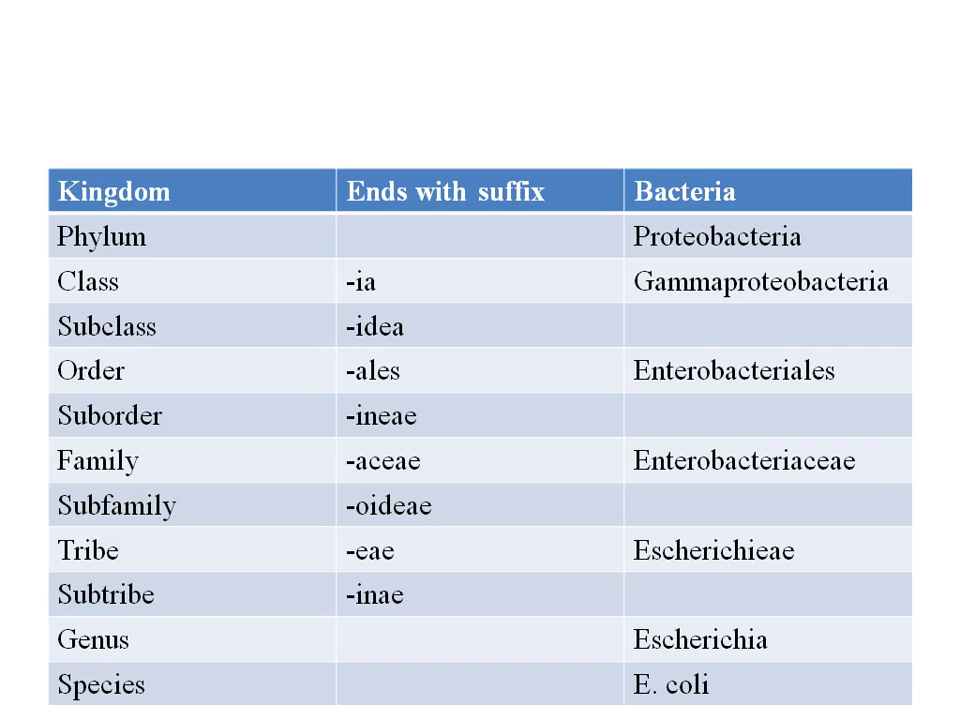 Kingdom Ends with suffix Bacteria
Phylum Proteobacteria
Class -ia Gammaproteobacteria
Subclass -idea
Order -ales Enterobacteriales
Suborder -ineae
Family -aceae Enterobacteriaceae
Subfamily -oideae
Tribe -eae Escherichieae
Subtribe -inae
Genus Escherichia
Species E. coli